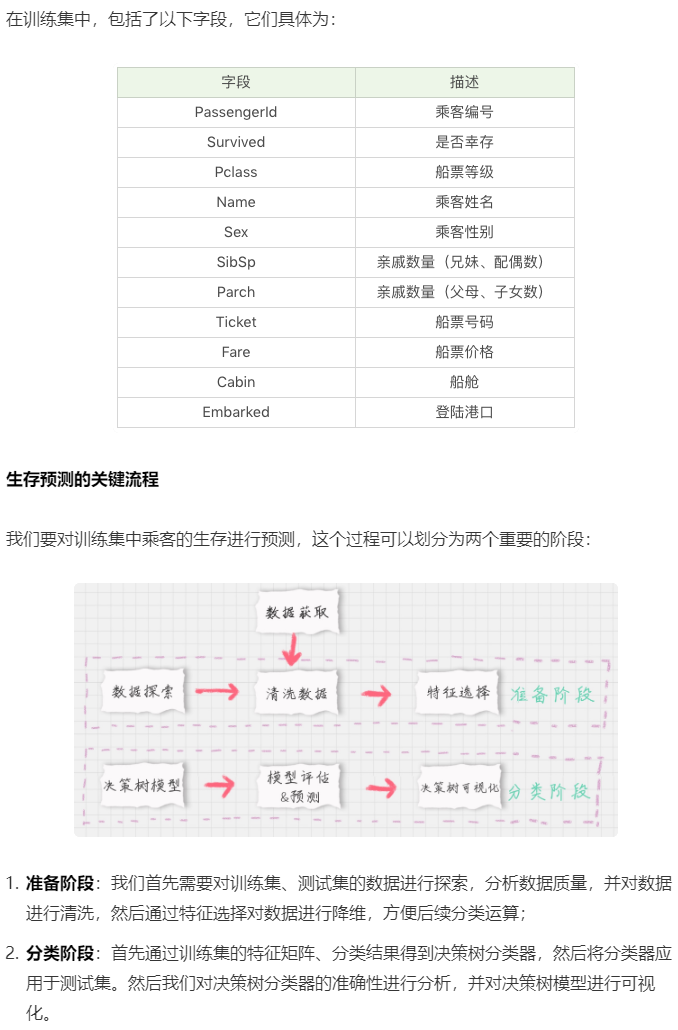 在训练集中，包括了以下字段，它们具体为：
字段 描述
PassengerId 乘客编号
Survived 是否幸存
Pclass 船票等级
Name 乘客姓名
Sex 乘客性别
SibSp 亲戚数量（兄妹、配偶数）
Parch 亲戚数量（父母、子女数）
Ticket 船票号码
Fare 船票价格
Cabin 船舱
Embarked 登陆港口
生存预测的关键流程
我们要对训练集中乘客的生存进行预测，这个过程可以划分为两个重要的阶段：
数据获取
数据探索 清洗数据 特征选择 准备阶段
决策树模型 模型评估 决策树可视化 分类阶段
&预测
1. 准备阶段：我们首先需要对训练集、测试集的数据进行探索，分析数据质量，并对数据
进行清洗，然后通过特征选择对数据进行降维，方便后续分类运算；
2. 分类阶段：首先通过训练集的特征矩阵、分类结果得到决策树分类器，然后将分类器应
用于测试集。然后我们对决策树分类器的准确性进行分析，并对决策树模型进行可视
化。